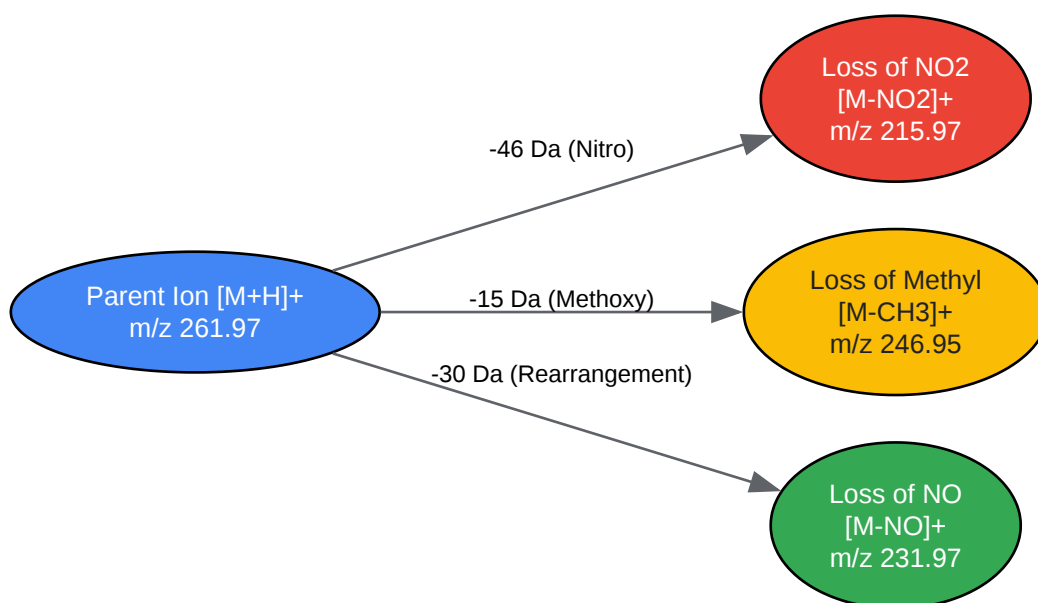 Loss of NO2
[M-NO2]+
m/z 215.97
-46 Da (Nitro)
Parent Ion [M+H]+
m/z 261.97
-15 Da (Methoxy)
Loss of Methyl
[M-CH3]+
m/z 246.95
-30 Da (Rearrangement)
Loss of NO
[M-NO]+
m/z 231.97